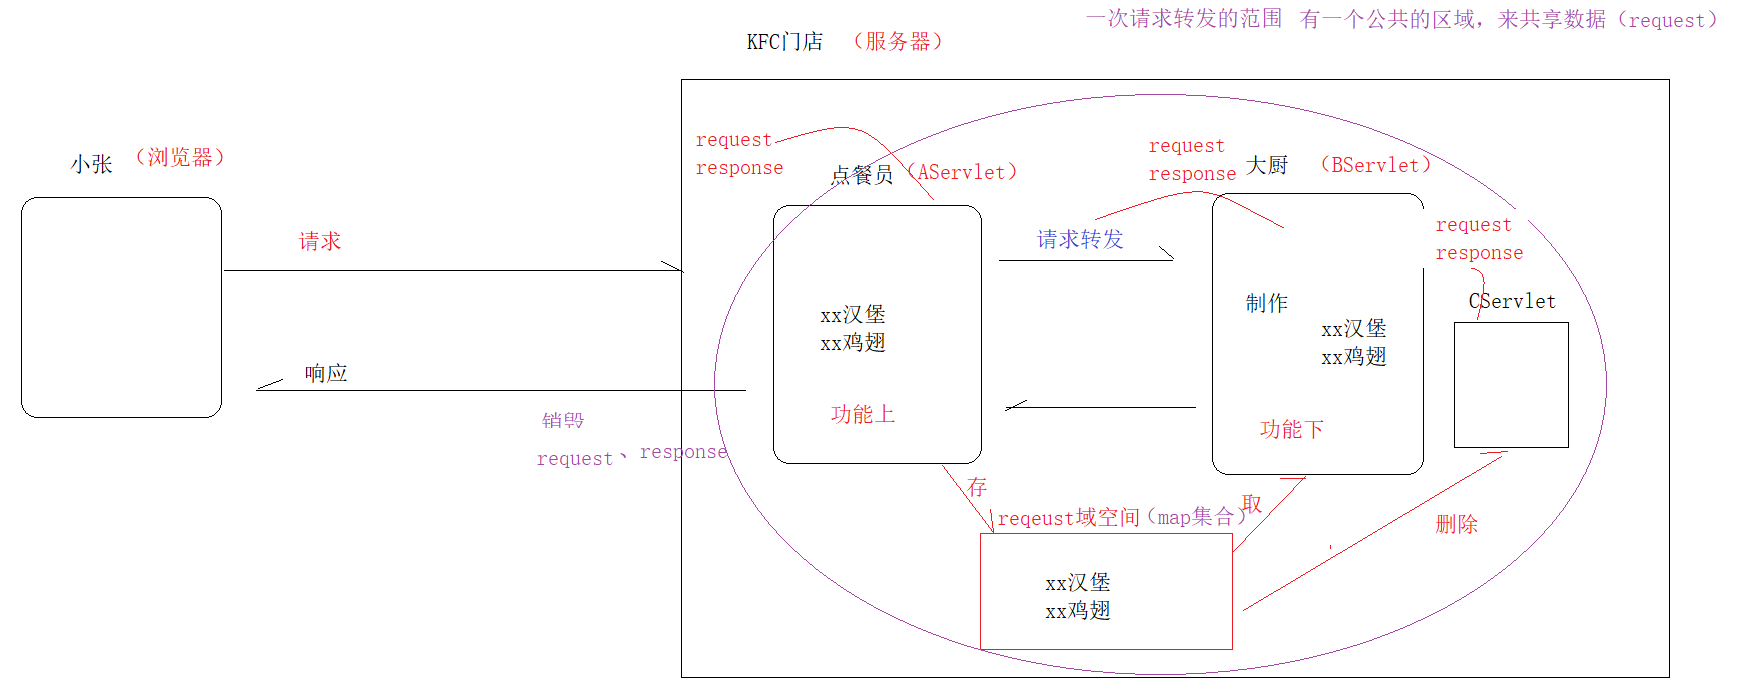 一次请求转发的范围 有一个公共的区域，来共享数据（request）
KFC门店 （服务器）
小张 （浏览器）
request
response
点餐员（AServlet）
request
response
大厨 （BServlet）
request
response
请求
请求转发
CServlet
制作
xx汉堡
xx鸡翅
xx汉堡
xx鸡翅
响应
功能上
功能下
销毁
request、response
存
取
reqeust域空间（map集合）
删除
xx汉堡
xx鸡翅